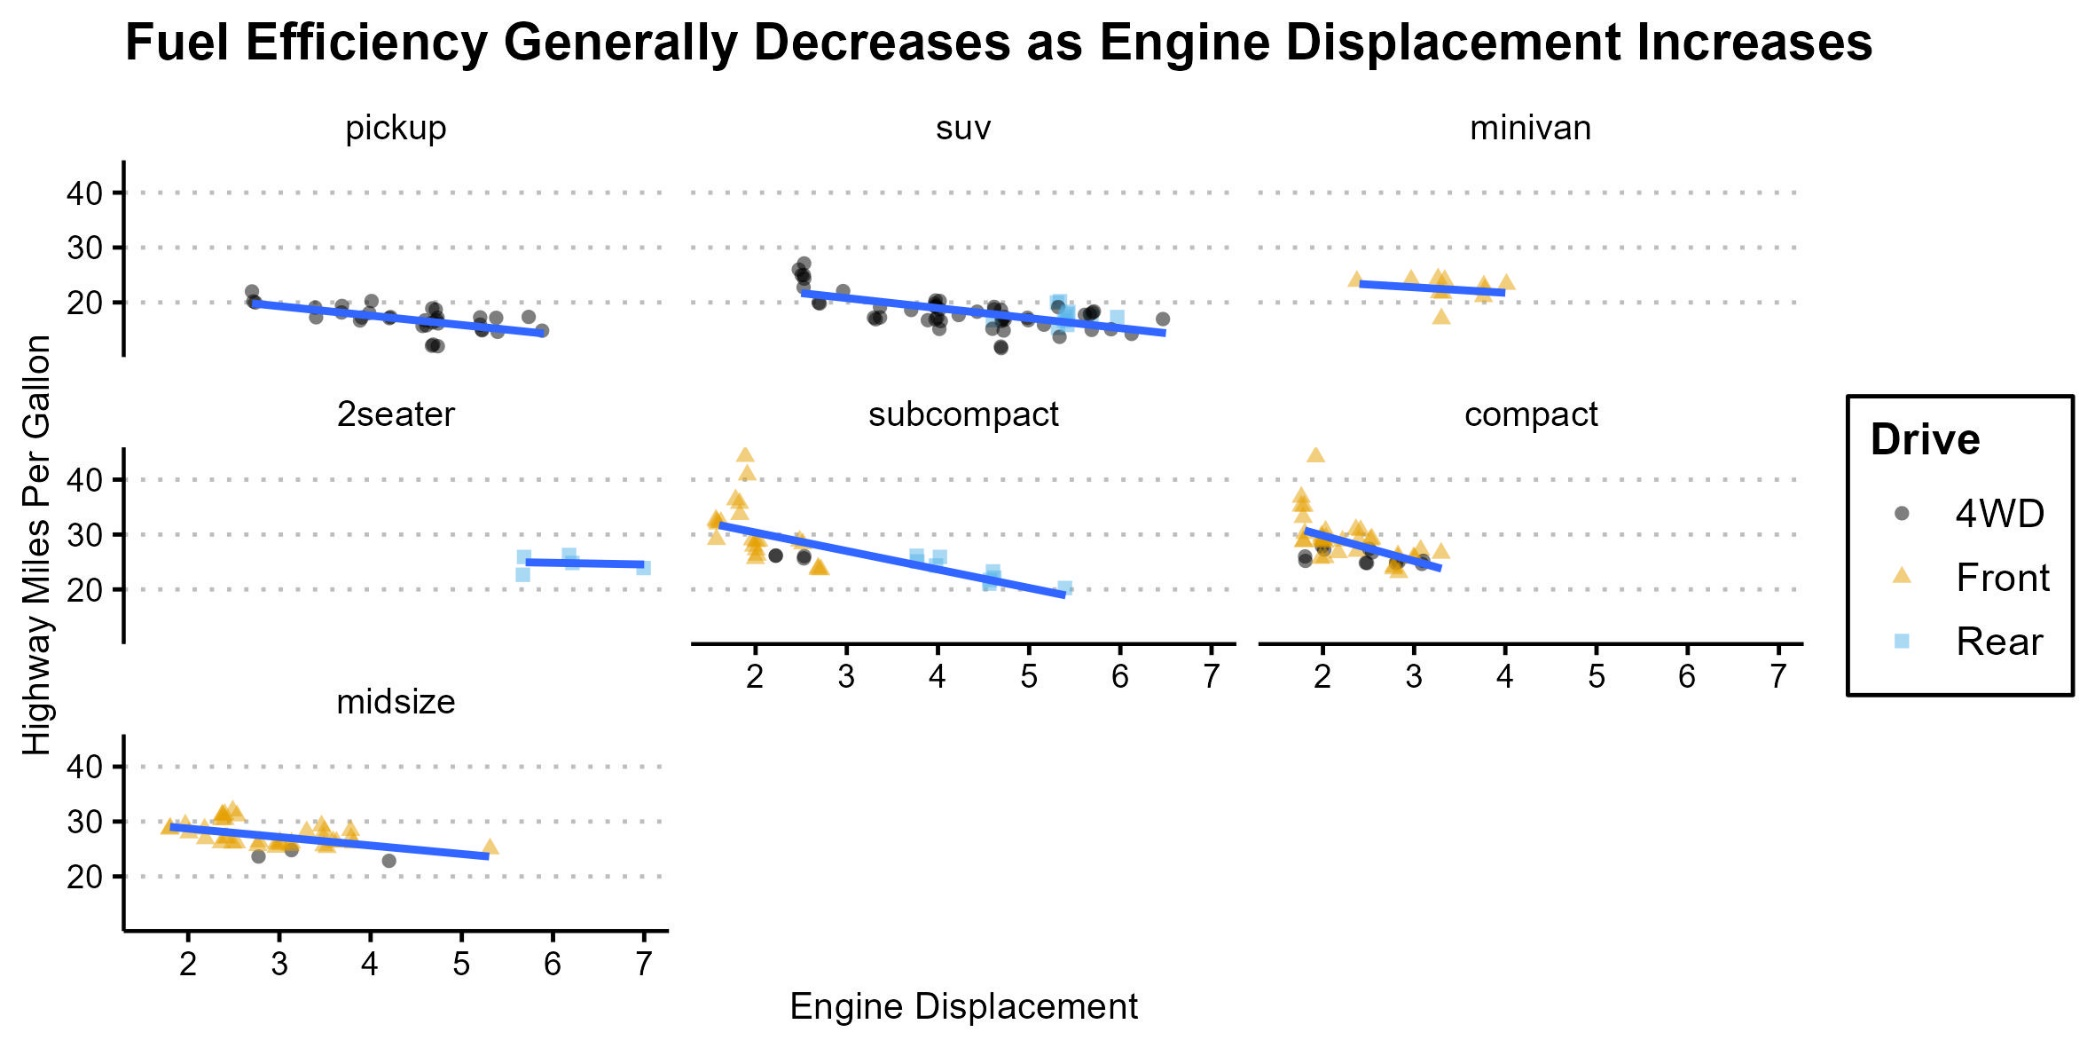 Fuel Efficiency Generally Decreases as Engine Displacement Increases
pickup
suv
minivan
40
30
20
2seater
subcompact
compact
40
30
20
2 3 4 5 6 7
2 3 4 5 6 7
midsize
40
30
20
2 3 4 5 6 7
Highway Miles Per Gallon
Engine Displacement
Drive
4WD
Front
Rear